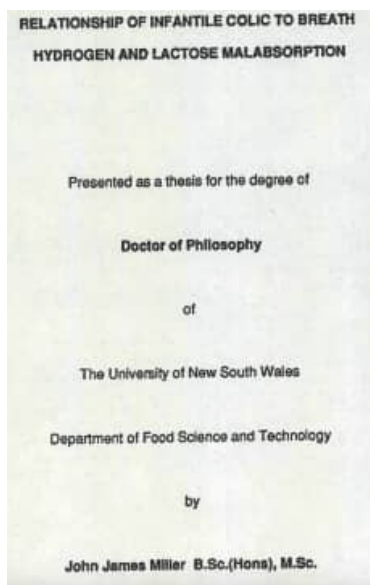 RELATIONSHIP OF INFANTILE COLIC TO BREATH
HYDROGEN AND LACTOSE MALABSORPTION
Presented as a thesis for the degree of
Doctor of Philosophy
of
The University of New South Wales
Department of Food Science and Technology
by
John James Miller B.Sc.(Hons), M.Sc.